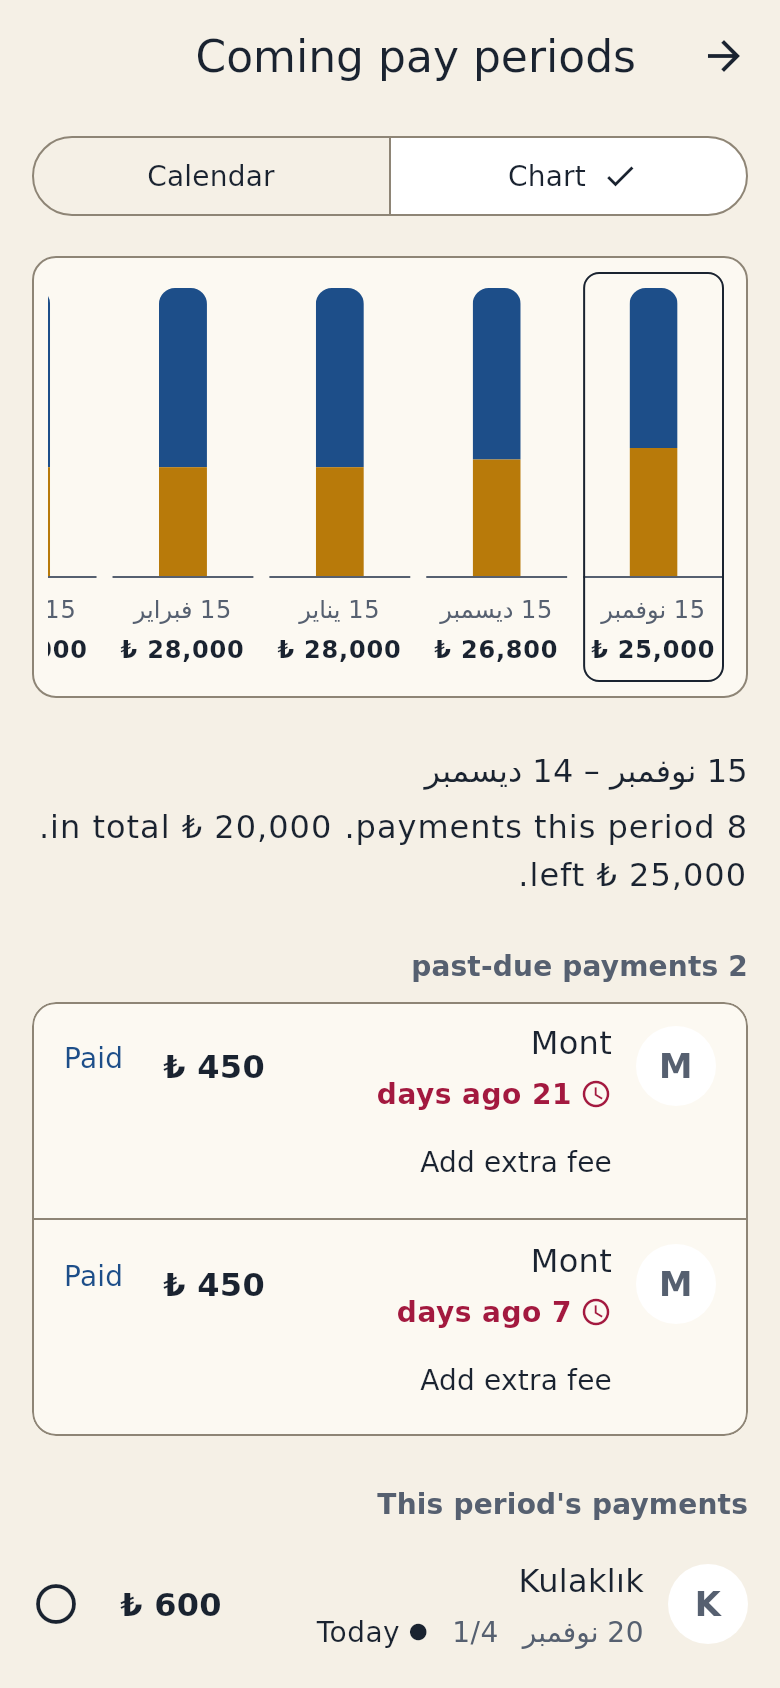 Coming pay periods
Calendar
Chart
15 نوفمبر
₺ 25,000
15 ديسمبر
₺ 26,800
15 يناير
₺ 28,000
15 فبراير
₺ 28,000
15
15 نوفمبر – 14 ديسمبر
8 payments this period. ₺ 20,000 in total.
₺ 25,000 left.
2 past-due payments
M
Mont
21 days ago
₺ 450
Paid
Add extra fee
M
Mont
7 days ago
₺ 450
Paid
Add extra fee
This period's payments
K
Kulaklık
20 نوفمبر 1/4 ● Today
₺ 600